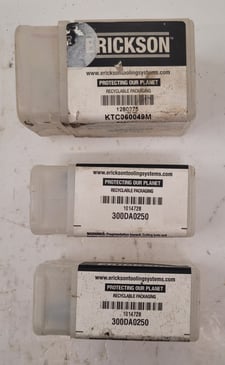 ERICKSON
www.ericksontoolingsystems.com
PROTECTING OUR PLANET
RECYCLABLE PACKAGING
1260075
KTC060049M
www.ericksontoolingsystems.com
PROTECTING OUR PLANET
RECYCLABLE PACKAGING
1014728
300DA0250
www.ericksontoolingsystems.com
PROTECTING OUR PLANET
RECYCLABLE PACKAGING
1014728
300DA0250